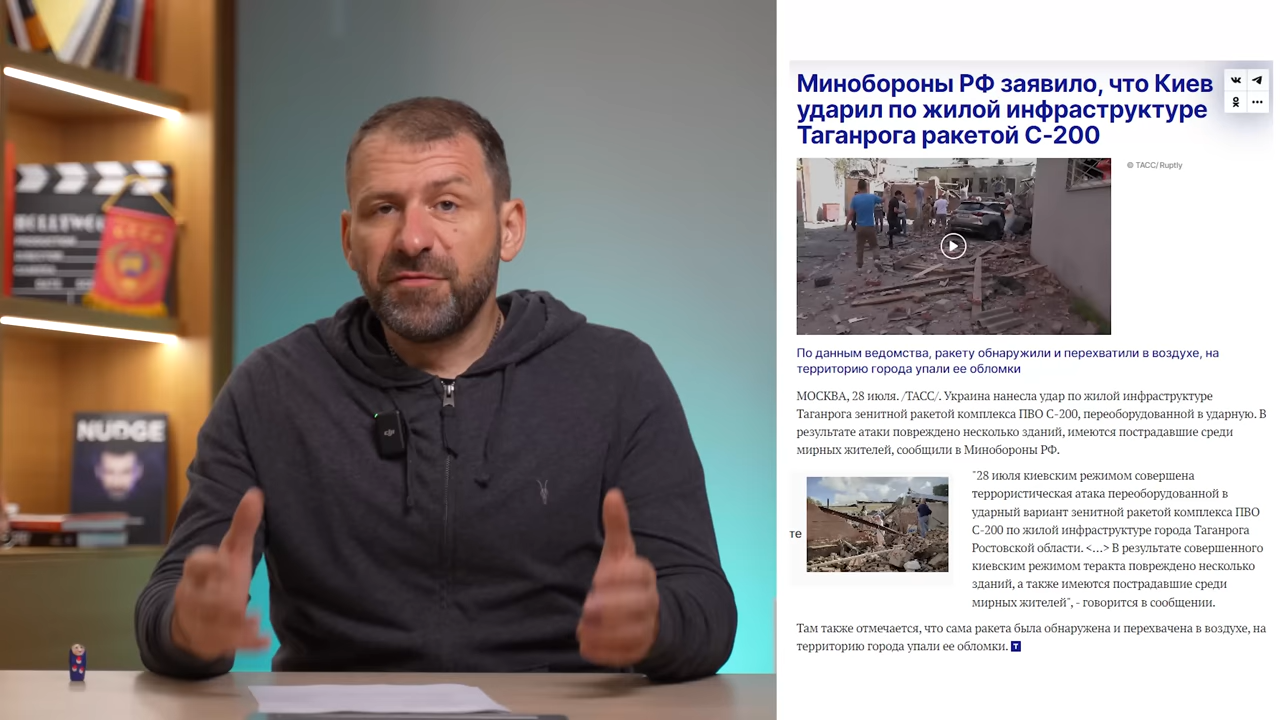 HOLLYWOOD
СССР
NUDGE
dji
Минобороны РФ заявило, что Киев
ударил по жилой инфраструктуре
Таганрога ракетой С-200
© ТАСС/ Ruptly
По данным ведомства, ракету обнаружили и перехватили в воздухе, на
территорию города упали ее обломки
МОСКВА, 28 июля. /ТАСС/. Украина нанесла удар по жилой инфраструктуре
Таганрога зенитной ракетой комплекса ПВО С-200, переоборудованной в ударную. В
результате атаки повреждено несколько зданий, имеются пострадавшие среди
мирных жителей, сообщили в Минобороны РФ.
те
"28 июля киевским режимом совершена
террористическая атака переоборудованной в
ударный вариант зенитной ракетой комплекса ПВО
С-200 по жилой инфраструктуре города Таганрога
Ростовской области. <...> В результате совершенного
киевским режимом теракта повреждено несколько
зданий, а также имеются пострадавшие среди
мирных жителей", - говорится в сообщении.
Там также отмечается, что сама ракета была обнаружена и перехвачена в воздухе, на
территорию города упали ее обломки.